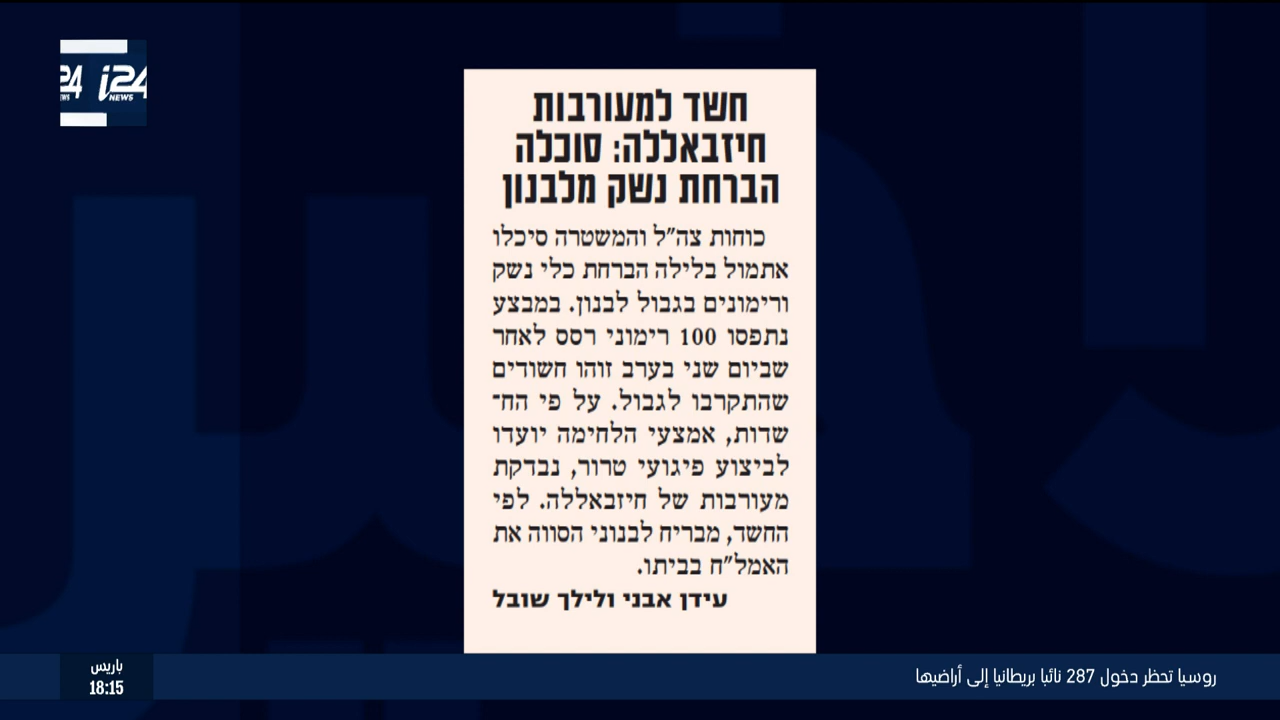 24 i24
NEWS NEWS
חשד למעורבות
חיזבאללה: סוכלה
הברחת נשק מלבנון
כוחות צה"ל והמשטרה סיכלו
אתמול בלילה הברחת כלי נשק
ורימונים בגבול לבנון. במבצע
נתפסו 100 רימוני רסס לאחר
שביום שני בערב זוהו חשודים
שהתקרבו לגבול. על פי הח־
שדות, אמצעי הלחימה יועדו
לביצוע פיגועי טרור, נבדקת
מעורבות של חיזבאללה. לפי
החשד, מבריח לבנוני הסווה את
האמל"ח בביתו.
עידן אבני ולילך שובל
روسيا تحظر دخول 287 نائبا بريطانيا إلى أراضيها
باريس
18:15